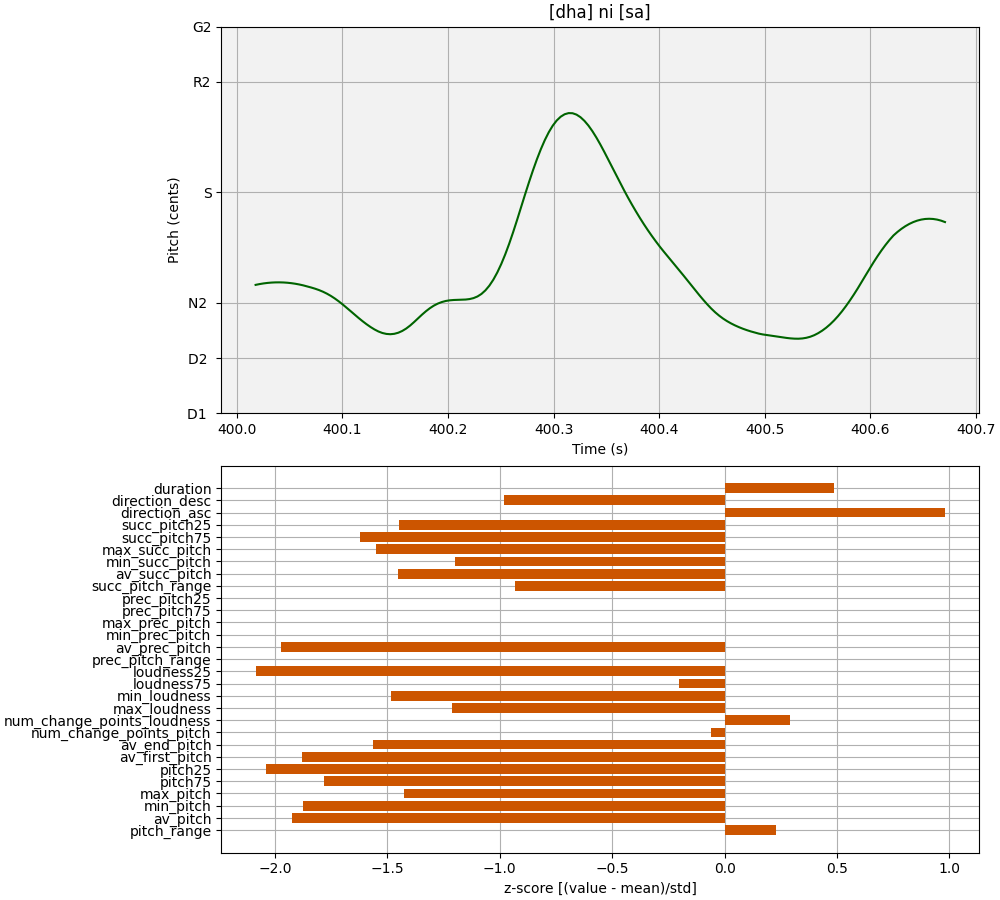 [dha] ni [sa]
G2
R2
S
N2
D2
D1
Pitch (cents)
400.0 400.1 400.2 400.3 400.4 400.5 400.6 400.7
Time (s)
duration
direction_desc
direction_asc
succ_pitch25
succ_pitch75
max_succ_pitch
min_succ_pitch
av_succ_pitch
succ_pitch_range
prec_pitch25
prec_pitch75
max_prec_pitch
min_prec_pitch
av_prec_pitch
prec_pitch_range
loudness25
loudness75
min_loudness
max_loudness
num_change_points_loudness
num_change_points_pitch
av_end_pitch
av_first_pitch
pitch25
pitch75
max_pitch
min_pitch
av_pitch
pitch_range
−2.0 −1.5 −1.0 −0.5 0.0 0.5 1.0
z-score [(value - mean)/std]